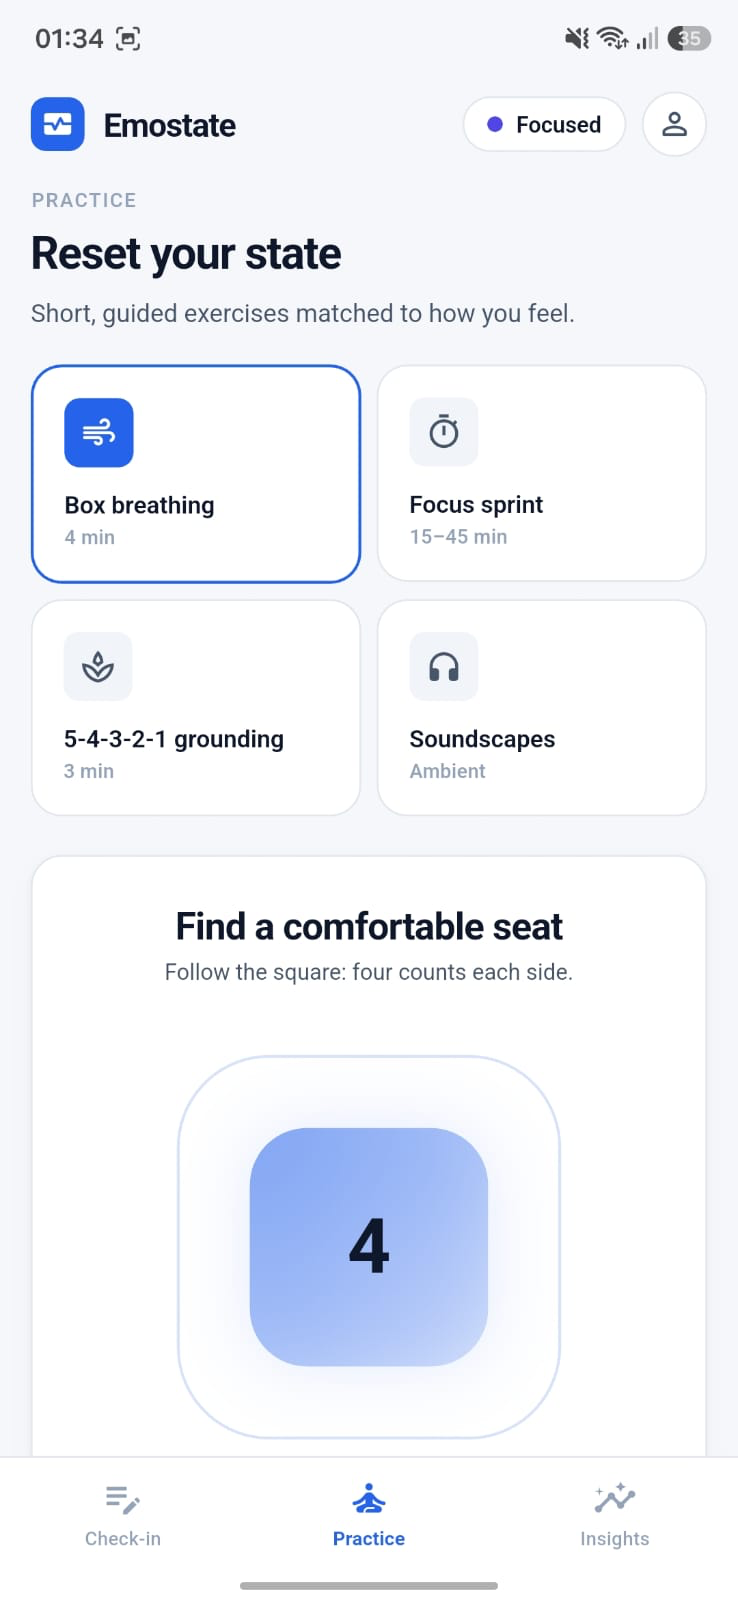 01:34
35
Emostate
Focused
PRACTICE
Reset your state
Short, guided exercises matched to how you feel.
Box breathing
4 min
Focus sprint
15–45 min
5-4-3-2-1 grounding
3 min
Soundscapes
Ambient
Find a comfortable seat
Follow the square: four counts each side.
4
Check-in
Practice
Insights